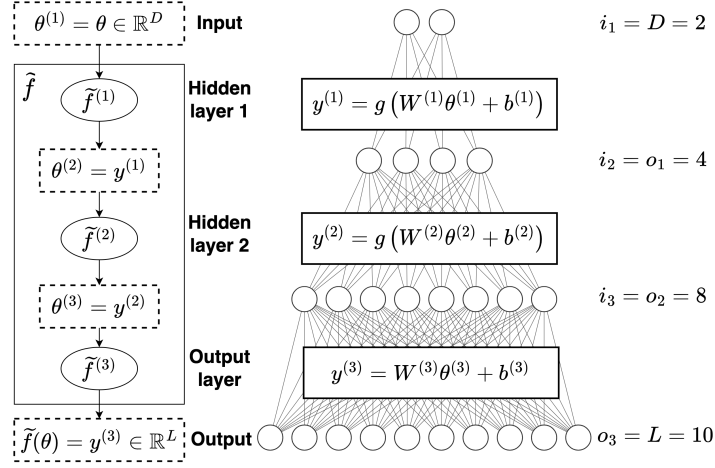 θ^{(1)} = θ ∈ ℝ^D Input i_1 = D = 2
f̃
f̃^{(1)} Hidden layer 1 y^{(1)} = g(W^{(1)}θ^{(1)} + b^{(1)})
θ^{(2)} = y^{(1)} i_2 = o_1 = 4
f̃^{(2)} Hidden layer 2 y^{(2)} = g(W^{(2)}θ^{(2)} + b^{(2)})
θ^{(3)} = y^{(2)} i_3 = o_2 = 8
f̃^{(3)} Output layer y^{(3)} = W^{(3)}θ^{(3)} + b^{(3)}
f̃(θ) = y^{(3)} ∈ ℝ^L Output o_3 = L = 10